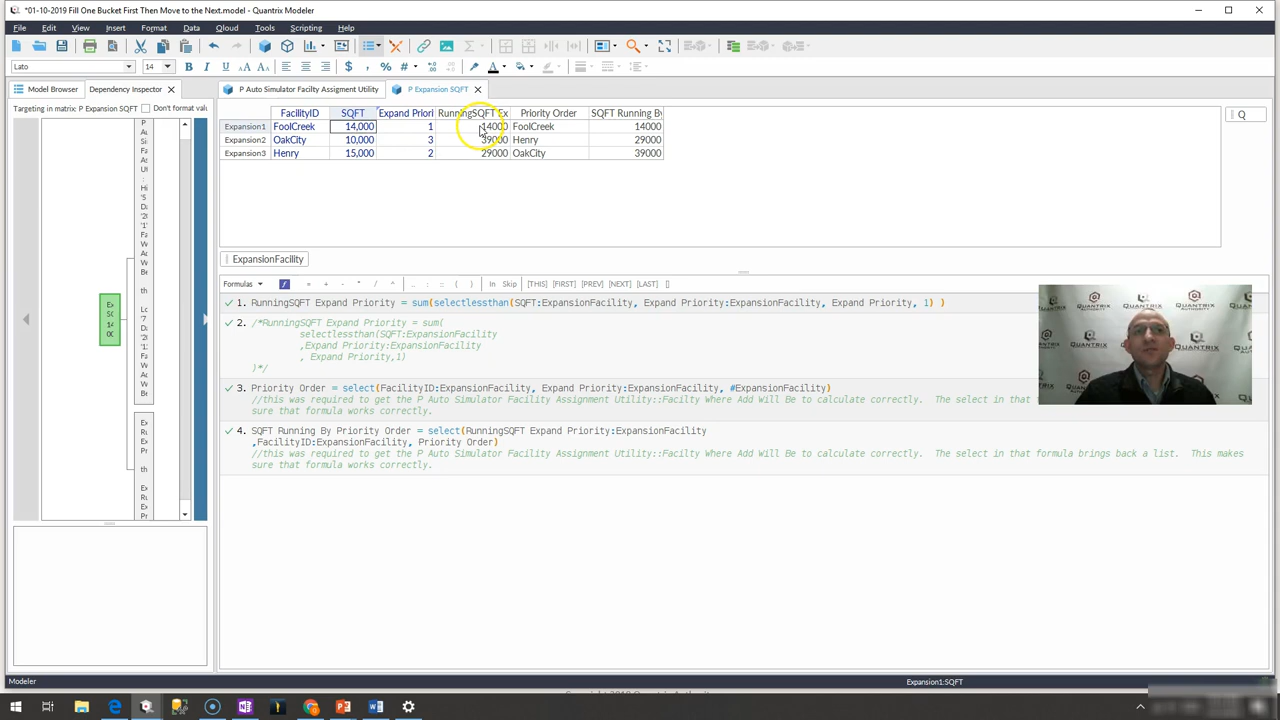 *01-10-2019 Fill One Bucket First Then Move to the Next.model - Quantrix Modeler
File Edit View Insert Format Data Qloud Tools Scripting Help
Lato 14 B I U AA AA $ , % #
Model Browser Dependency Inspector P Auto Simulator Facilty Assigment Utility P Expansion SQFT
Targeting in matrix: P Expansion SQFT Don't format valu
FacilityID SQFT Expand Priori RunningSQFT Ex Priority Order SQFT Running By
Expansion1 FoolCreek 14,000 1 14000 FoolCreek 14000
Expansion2 OakCity 10,000 3 39000 Henry 29000
Expansion3 Henry 15,000 2 29000 OakCity 39000
Q
ExpansionFacility
Formulas = + - * / ^ .. : :: ( ) In Skip [THIS] [FIRST] [PREV] [NEXT] [LAST] []
1. RunningSQFT Expand Priority = sum(selectlessthan(SQFT:ExpansionFacility, Expand Priority:ExpansionFacility, Expand Priority, 1) )
2. /*RunningSQFT Expand Priority = sum(
selectlessthan(SQFT:ExpansionFacility
,Expand Priority:ExpansionFacility
, Expand Priority,1)
)*/
3. Priority Order = select(FacilityID:ExpansionFacility, Expand Priority:ExpansionFacility, #ExpansionFacility)
//this was required to get the P Auto Simulator Facility Assignment Utility::Facilty Where Add Will Be to calculate correctly. The select in that
sure that formula works correctly.
4. SQFT Running By Priority Order = select(RunningSQFT Expand Priority:ExpansionFacility
,FacilityID:ExpansionFacility, Priority Order)
//this was required to get the P Auto Simulator Facility Assignment Utility::Facilty Where Add Will Be to calculate correctly. The select in that formula brings back a list. This makes
sure that formula works correctly.
QUANTRIX
AUTHORITY
Modeler Expansion1:SQFT